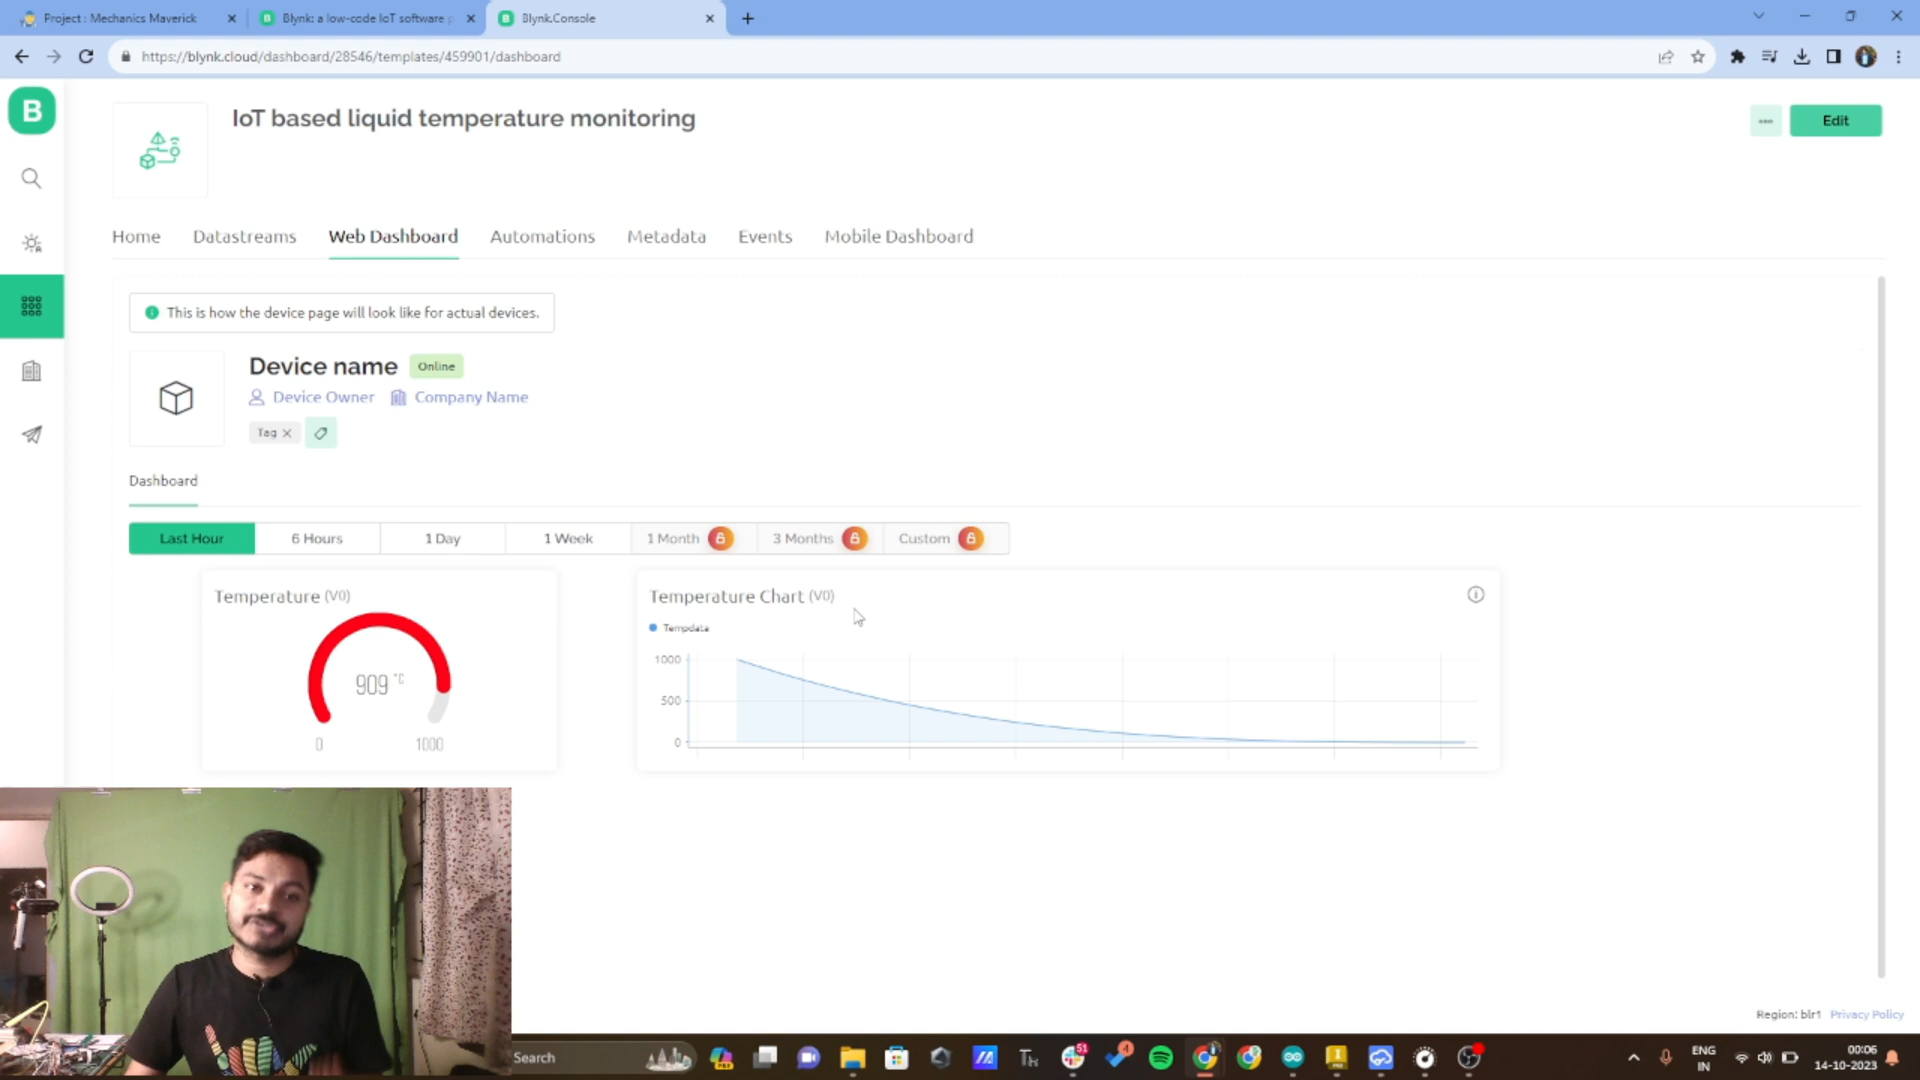 Project : Mechanics Maverick
Blynk: a low-code IoT software p
Blynk.Console
https://blynk.cloud/dashboard/28546/templates/459901/dashboard
B
IoT based liquid temperature monitoring
Edit
Home Datastreams Web Dashboard Automations Metadata Events Mobile Dashboard
This is how the device page will look like for actual devices.
Device name Online
Device Owner Company Name
Tag
Dashboard
Last Hour 6 Hours 1 Day 1 Week 1 Month 3 Months Custom
Temperature (V0)
909 °C
0 1000
Temperature Chart (V0)
Tempdata
1000
500
0
Region: blr1 Privacy Policy
Search
51
4
ENG
IN
00:06
14-10-2023